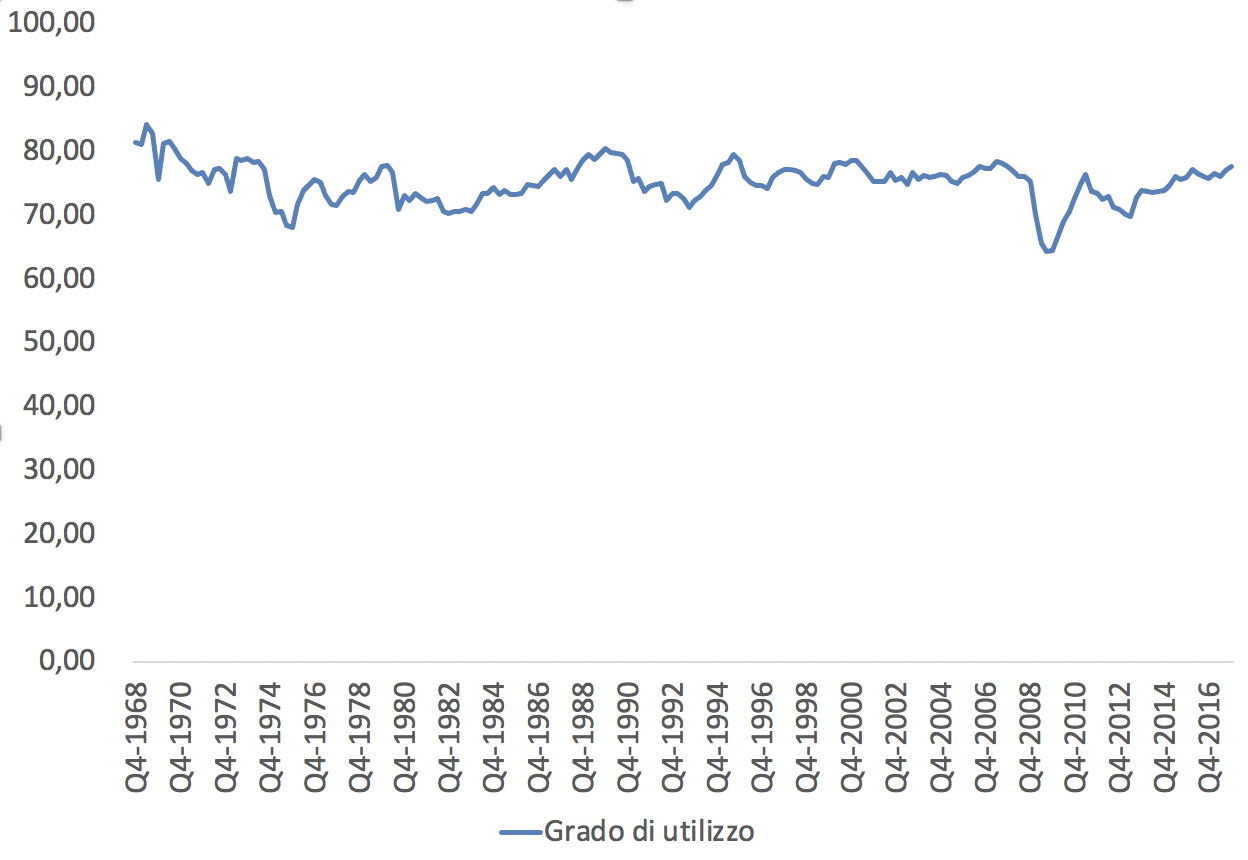 100,00
90,00
80,00
70,00
60,00
50,00
40,00
30,00
20,00
10,00
0,00
Q4-1968
Q4-1970
Q4-1972
Q4-1974
Q4-1976
Q4-1978
Q4-1980
Q4-1982
Q4-1984
Q4-1986
Q4-1988
Q4-1990
Q4-1992
Q4-1994
Q4-1996
Q4-1998
Q4-2000
Q4-2002
Q4-2004
Q4-2006
Q4-2008
Q4-2010
Q4-2012
Q4-2014
Q4-2016
Grado di utilizzo